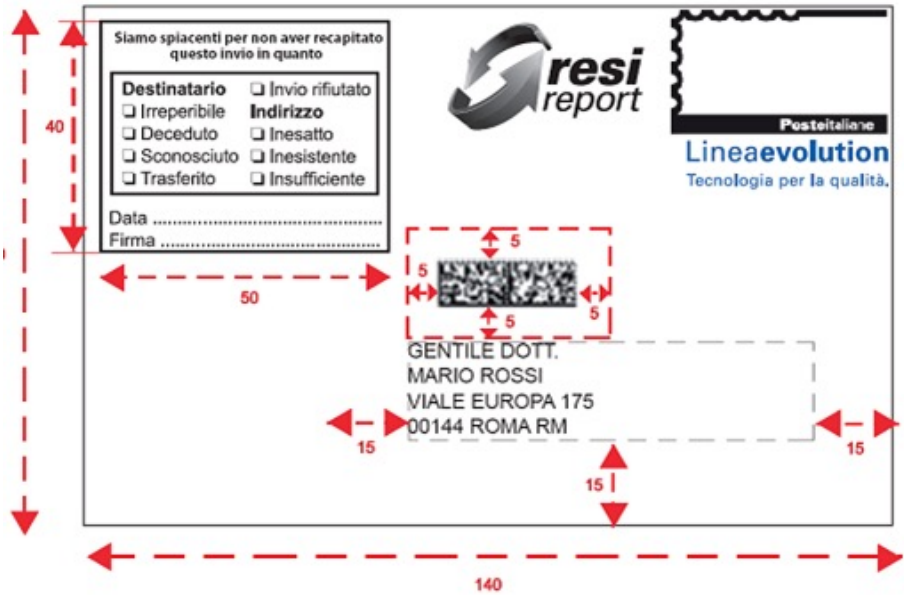 Siamo spiacenti per non aver recapitato
questo invio in quanto
Destinatario ❑ Invio rifiutato
❑ Irreperibile Indirizzo
❑ Deceduto ❑ Inesatto
❑ Sconosciuto ❑ Inesistente
❑ Trasferito ❑ Insufficiente
Data ..........................................
Firma ........................................
40
50
resi
report
Posteitaliane
Lineaevolution
Tecnologia per la qualità.
5
5
5
5
GENTILE DOTT.
MARIO ROSSI
VIALE EUROPA 175
00144 ROMA RM
15
15
15
140